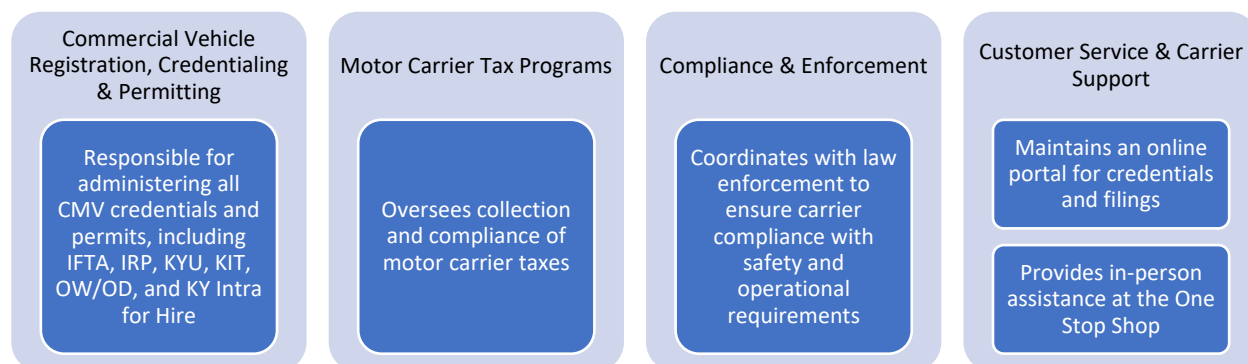 Commercial Vehicle
Registration, Credentialing
& Permitting
Responsible for
administering all
CMV credentials and
permits, including
IFTA, IRP, KYU, KIT,
OW/OD, and KY Intra
for Hire
Motor Carrier Tax Programs
Oversees collection
and compliance of
motor carrier taxes
Compliance & Enforcement
Coordinates with law
enforcement to
ensure carrier
compliance with
safety and
operational
requirements
Customer Service & Carrier
Support
Maintains an online
portal for credentials
and filings
Provides in-person
assistance at the One
Stop Shop